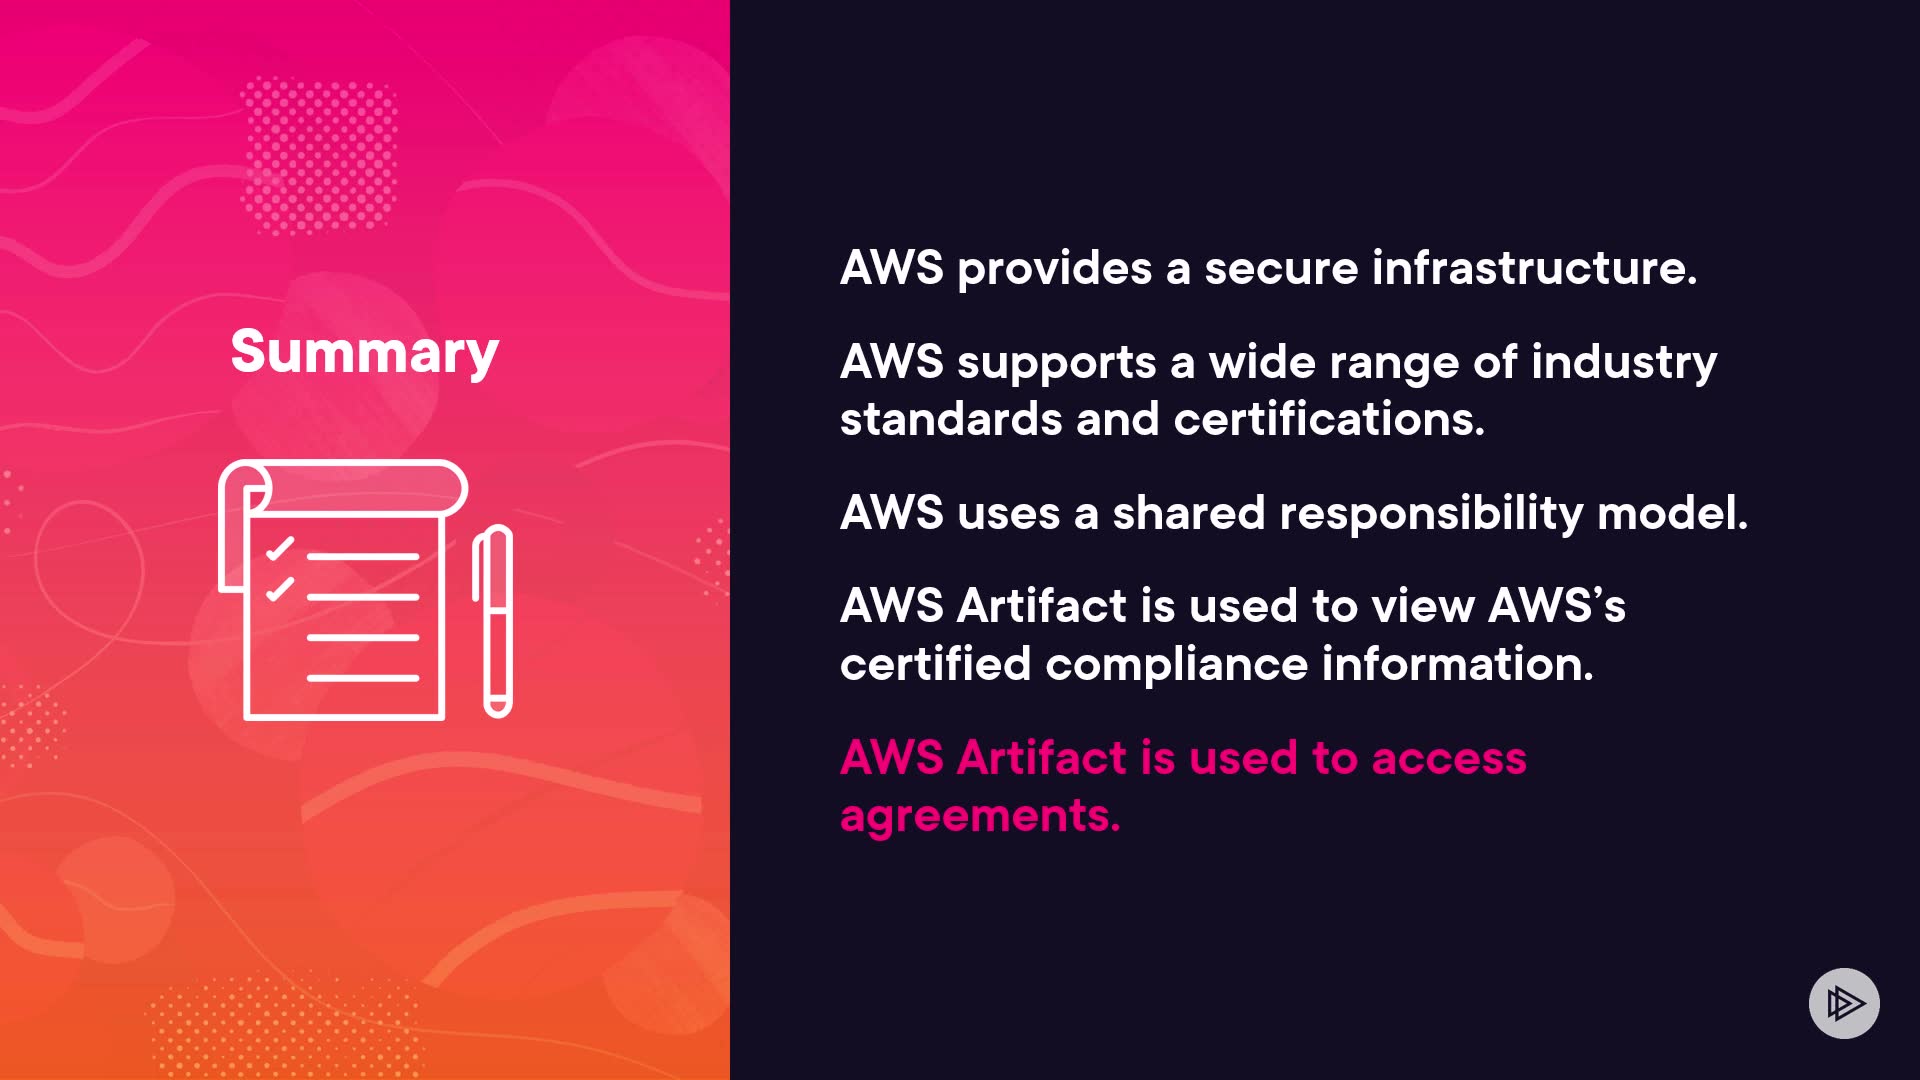 Summary
AWS provides a secure infrastructure.
AWS supports a wide range of industry
standards and certifications.
AWS uses a shared responsibility model.
AWS Artifact is used to view AWS’s
certified compliance information.
AWS Artifact is used to access
agreements.